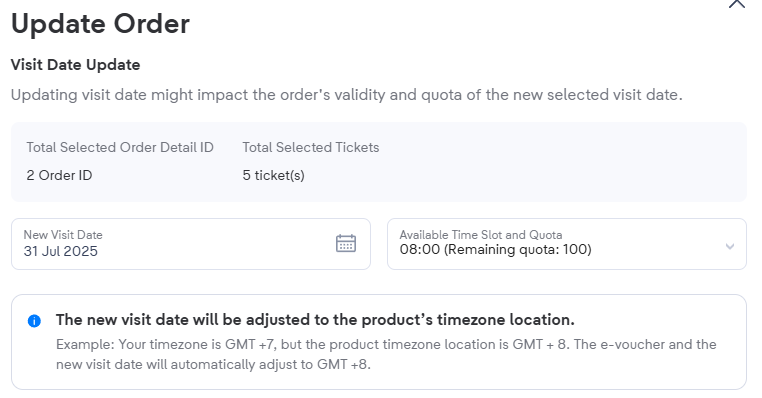 Update Order
Visit Date Update
Updating visit date might impact the order's validity and quota of the new selected visit date.
Total Selected Order Detail ID
Total Selected Tickets
2 Order ID
5 ticket(s)
New Visit Date
31 Jul 2025
Available Time Slot and Quota
08:00 (Remaining quota: 100)
The new visit date will be adjusted to the product’s timezone location.
Example: Your timezone is GMT +7, but the product timezone location is GMT + 8. The e-voucher and the
new visit date will automatically adjust to GMT +8.